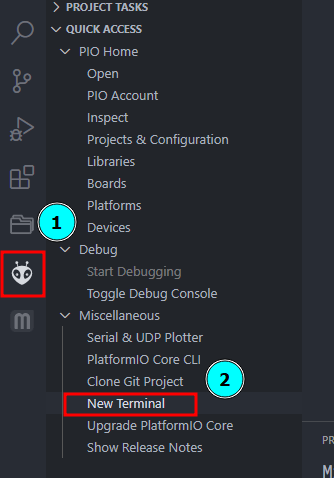 PROJECT TASKS
QUICK ACCESS
PIO Home
Open
PIO Account
Inspect
Projects & Configuration
Libraries
Boards
Platforms
1
Devices
Debug
Start Debugging
Toggle Debug Console
Miscellaneous
Serial & UDP Plotter
PlatformIO Core CLI
Clone Git Project
2
New Terminal
Upgrade PlatformIO Core
PR
Show Release Notes
M